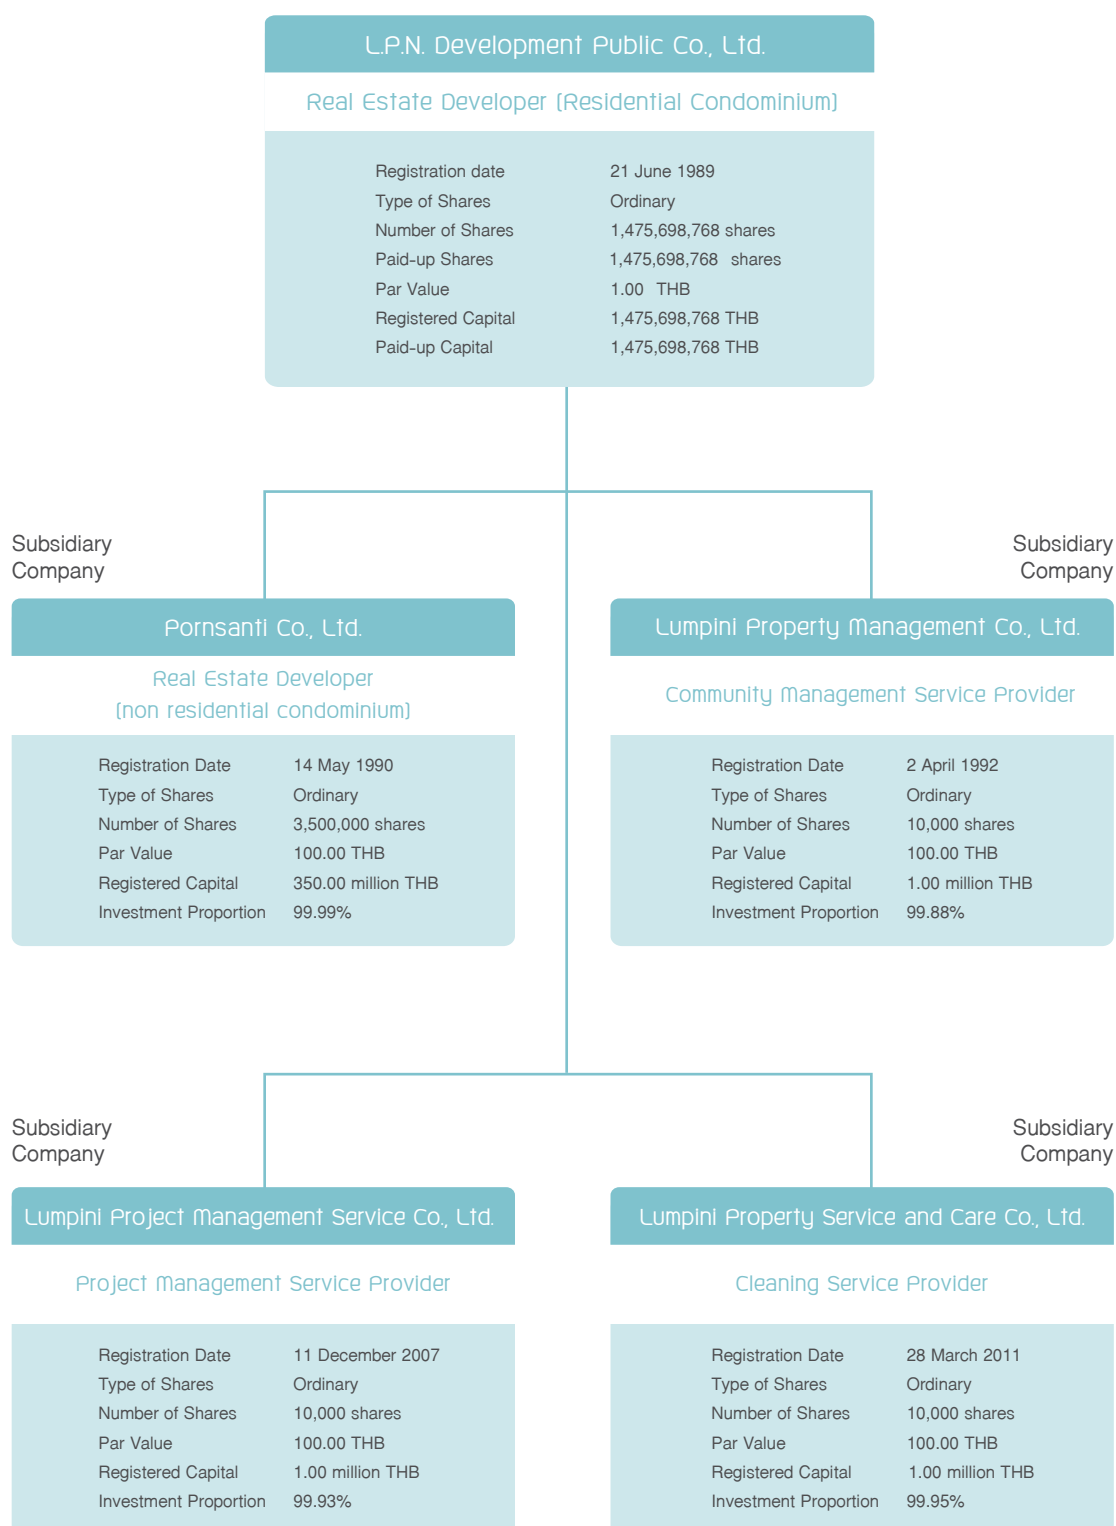 L.P.N. Development Public Co., Ltd.
Real Estate Developer (Residential Condominium)
Registration date 21 June 1989
Type of Shares Ordinary
Number of Shares 1,475,698,768 shares
Paid-up Shares 1,475,698,768 shares
Par Value 1.00 THB
Registered Capital 1,475,698,768 THB
Paid-up Capital 1,475,698,768 THB
Subsidiary
Company
Pornsanti Co., Ltd.
Real Estate Developer
(non residential condominium)
Registration Date 14 May 1990
Type of Shares Ordinary
Number of Shares 3,500,000 shares
Par Value 100.00 THB
Registered Capital 350.00 million THB
Investment Proportion 99.99%
Subsidiary
Company
Lumpini Property Management Co., Ltd.
Community Management Service Provider
Registration Date 2 April 1992
Type of Shares Ordinary
Number of Shares 10,000 shares
Par Value 100.00 THB
Registered Capital 1.00 million THB
Investment Proportion 99.88%
Subsidiary
Company
Lumpini Project Management Service Co., Ltd.
Project Management Service Provider
Registration Date 11 December 2007
Type of Shares Ordinary
Number of Shares 10,000 shares
Par Value 100.00 THB
Registered Capital 1.00 million THB
Investment Proportion 99.93%
Subsidiary
Company
Lumpini Property Service and Care Co., Ltd.
Cleaning Service Provider
Registration Date 28 March 2011
Type of Shares Ordinary
Number of Shares 10,000 shares
Par Value 100.00 THB
Registered Capital 1.00 million THB
Investment Proportion 99.95%